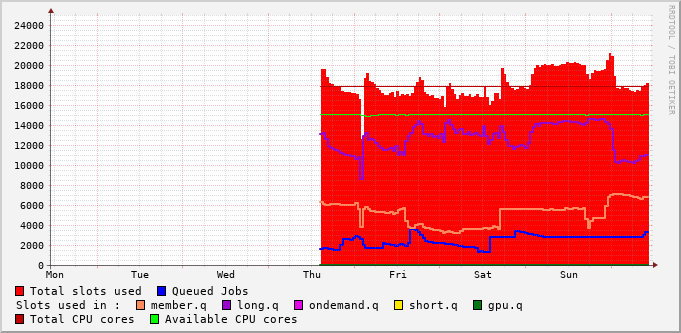 24000
22000
20000
18000
16000
14000
12000
10000
8000
6000
4000
2000
0
Mon Tue Wed Thu Fri Sat Sun
RRDTOOL / TOBI OETIKER
Total slots used Queued Jobs
Slots used in : member.q long.q ondemand.q short.q gpu.q
Total CPU cores Available CPU cores